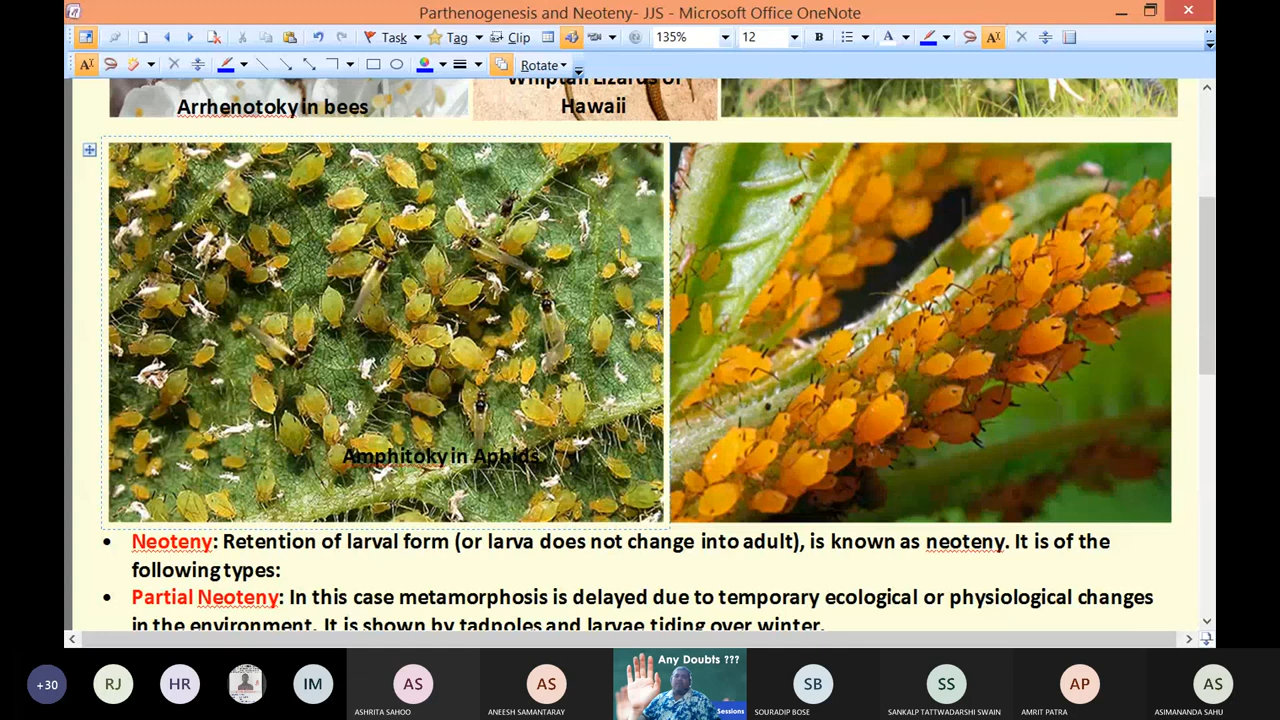 Parthenogenesis and Neoteny- JJS - Microsoft Office OneNote
Task Tag Clip 135% 12 B A
Rotate
Whiptail Lizards of
Arrhenotoky in bees
Hawaii
Amphitoky in Aphids
• Neoteny: Retention of larval form (or larva does not change into adult), is known as neoteny. It is of the
following types:
• Partial Neoteny: In this case metamorphosis is delayed due to temporary ecological or physiological changes
in the environment. It is shown by tadpoles and larvae tiding over winter.
Any Doubts ???
Sessions
+30 RJ HR IM AS AS SB SS AP AS
ASHRITA SAHOO ANEESH SAMANTARAY SOURADIP BOSE SANKALP TATTWADARSHI SWAIN AMRIT PATRA ASIMANANDA SAHU